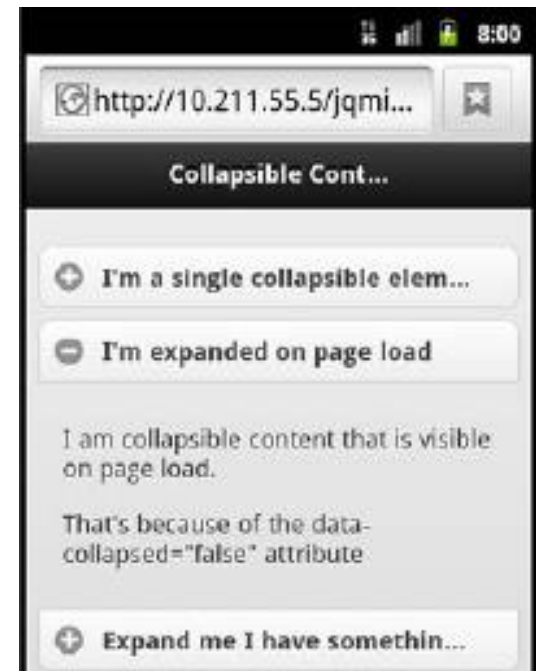 8:00
http://10.211.55.5/jqmi...
Collapsible Cont...
I'm a single collapsible elem...
I'm expanded on page load
I am collapsible content that is visible
on page load.
That's because of the data-
collapsed="false" attribute
Expand me I have somethin...